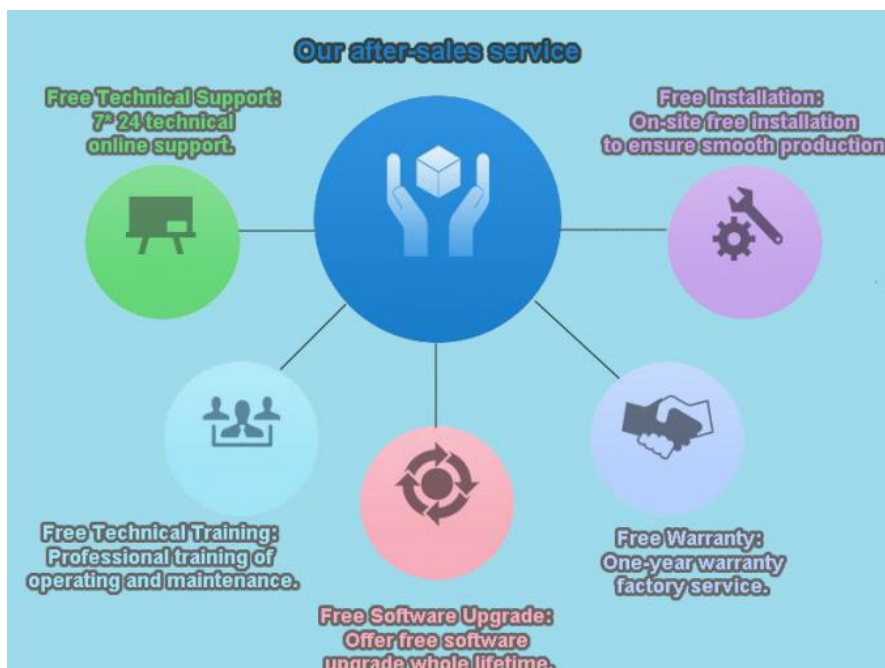 Our after-sales service
Free Technical Support:
7* 24 technical
online support.
Free Installation:
On-site free installation
to ensure smooth production
Free Technical Training:
Professional training of
operating and maintenance.
Free Warranty:
One-year warranty
factory service.
Free Software Upgrade:
Offer free software
upgrade whole lifetime.